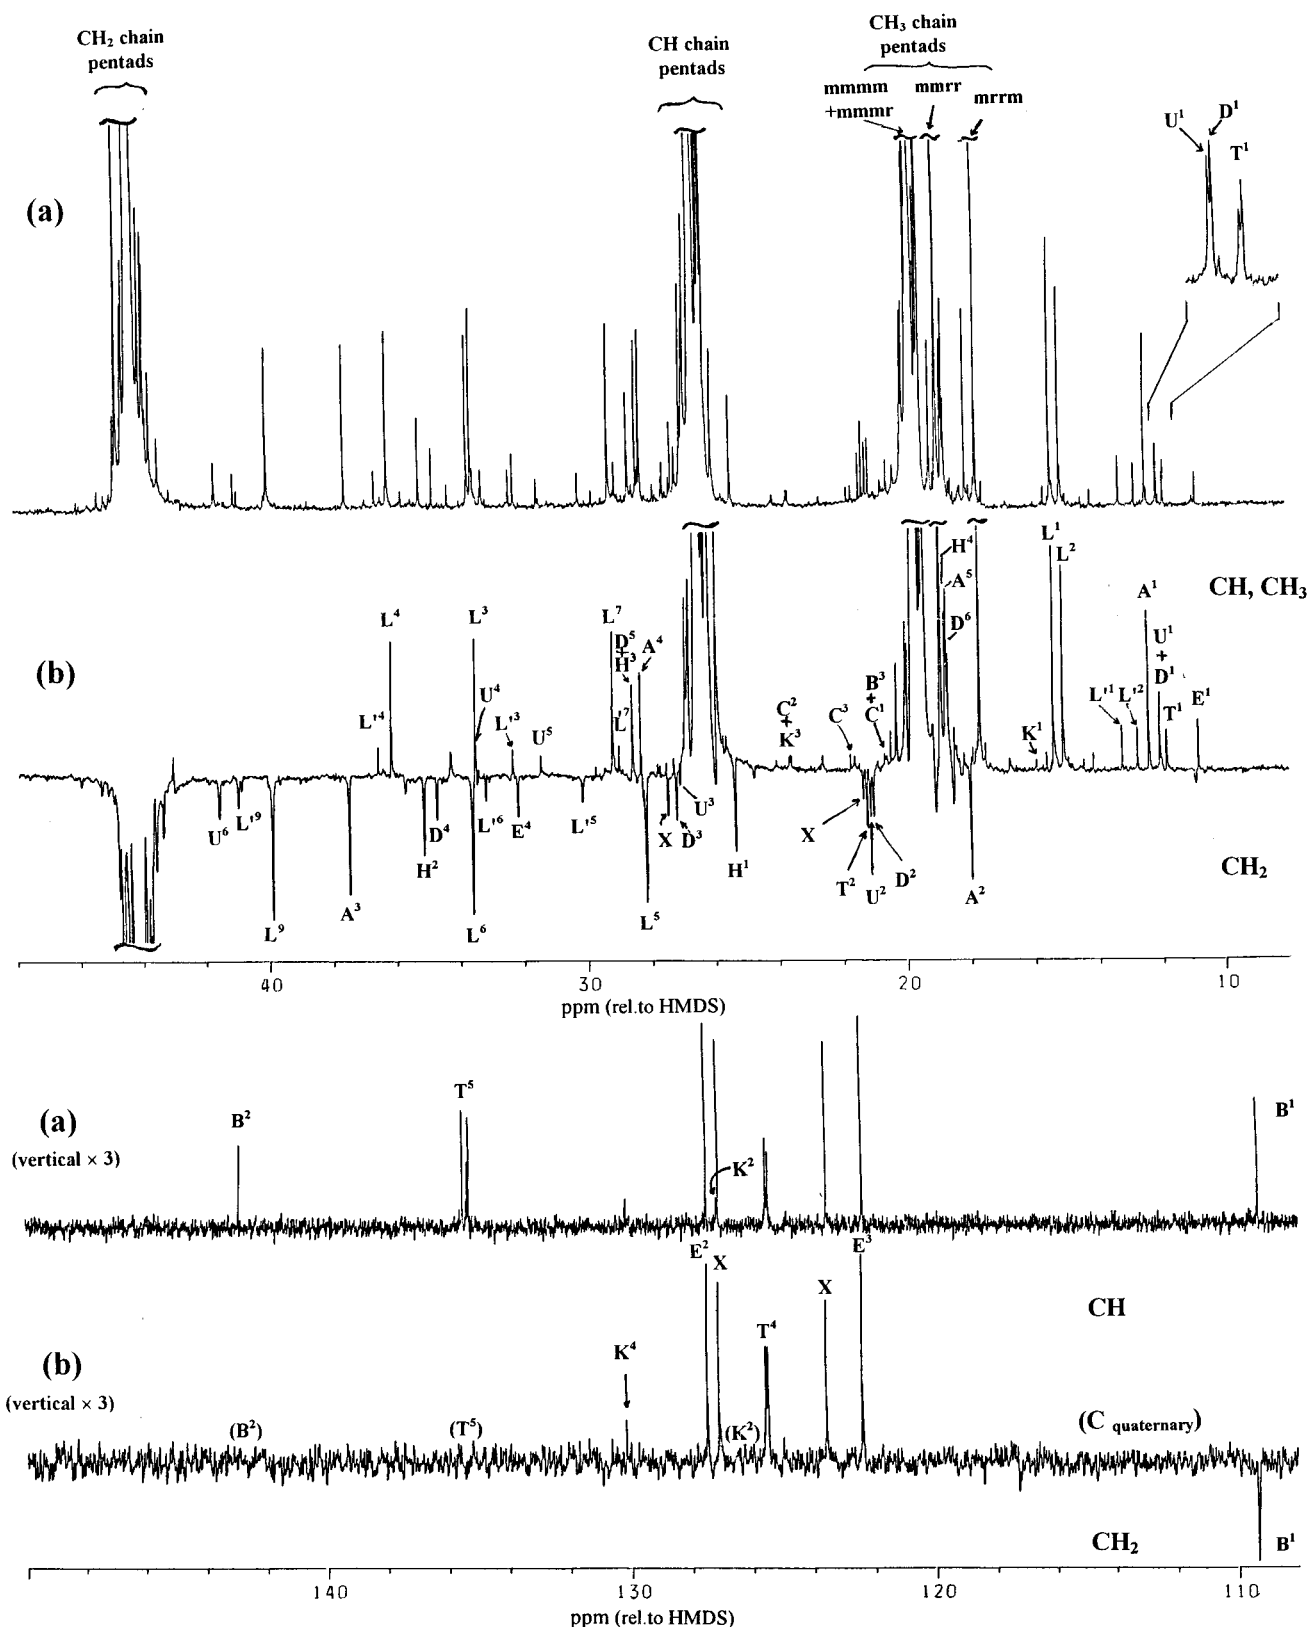 CH₂ chain
pentads
CH chain
pentads
CH₃ chain
pentads
mmmm
+mmmr
mmrr
mrrm
U¹
D¹
T¹
(a)
(b)
L'⁴
L⁴
L³
U⁴
L'³
U⁵
L⁷
D⁵
+
H³
L'⁷
A⁴
C²
+
K³
C³
B³
+
C¹
H⁴
A⁵
D⁶
K¹
L¹
L²
L'¹
L'²
A¹
U¹
+
D¹
T¹
E¹
CH, CH₃
U⁶
L'⁹
L⁹
A³
H²
D⁴
L⁶
L'⁶
E⁴
L'⁵
L⁵
X
D³
U³
H¹
X
T²
U²
D²
A²
CH₂
40
30
20
10
ppm (rel.to HMDS)
(a)
(vertical × 3)
B²
T⁵
K²
B¹
(b)
(vertical × 3)
(B²)
(T⁵)
K⁴
E²
X
(K²)
T⁴
X
E³
CH
(C quaternary)
CH₂
B¹
140
130
120
110
ppm (rel.to HMDS)